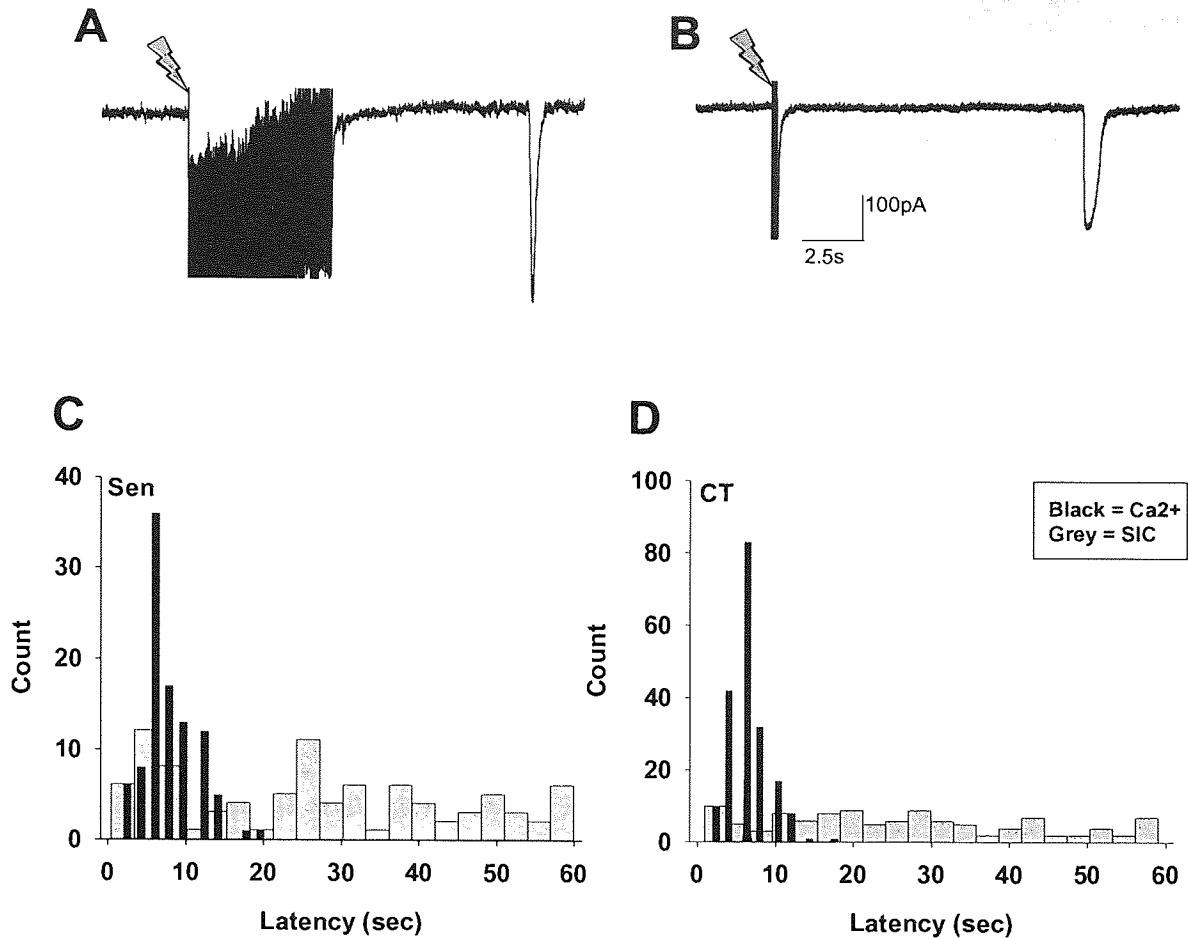 A
B
100pA
2.5s
C
D
Sen
40
30
20
10
0
Count
0 10 20 30 40 50 60
Latency (sec)
CT
100
80
60
40
20
0
Count
0 10 20 30 40 50 60
Latency (sec)
Black = Ca2+
Grey = SIC